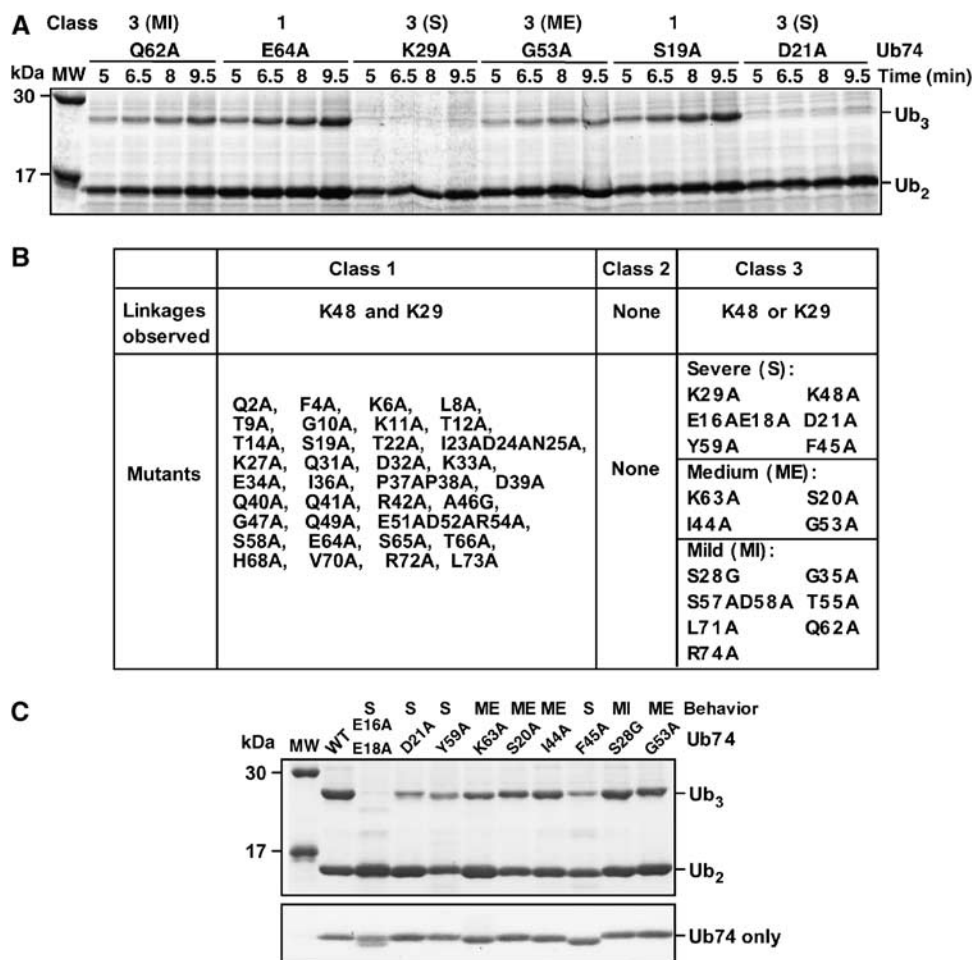 A
Class 3 (MI) 1 3 (S) 3 (ME) 1 3 (S)
Q62A E64A K29A G53A S19A D21A Ub74
kDa MW 5 6.5 8 9.5 5 6.5 8 9.5 5 6.5 8 9.5 5 6.5 8 9.5 5 6.5 8 9.5 5 6.5 8 9.5 Time (min)
30
Ub3
17
Ub2
B
Class 1 Class 2 Class 3
Linkages observed K48 and K29 None K48 or K29
Mutants
Q2A, F4A, K6A, L8A,
T9A, G10A, K11A, T12A,
T14A, S19A, T22A, I23AD24AN25A,
K27A, Q31A, D32A, K33A,
E34A, I36A, P37AP38A, D39A
Q40A, Q41A, R42A, A46G,
G47A, Q49A, E51AD52AR54A,
S58A, E64A, S65A, T66A,
H68A, V70A, R72A, L73A
None
Severe (S):
K29A K48A
E16AE18A D21A
Y59A F45A
Medium (ME):
K63A S20A
I44A G53A
Mild (MI):
S28G G35A
S57AD58A T55A
L71A Q62A
R74A
C
S S S ME ME ME S MI ME Behavior
kDa MW WT E16A E18A D21A Y59A K63A S20A I44A F45A S28G G53A Ub74
30
Ub3
17
Ub2
Ub74 only